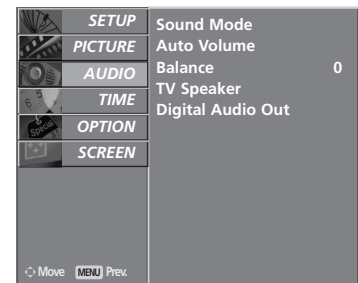 SETUP
PICTURE
AUDIO
TIME
OPTION
SCREEN
Sound Mode
Auto Volume
Balance 0
TV Speaker
Digital Audio Out
Special
Move MENU Prev.